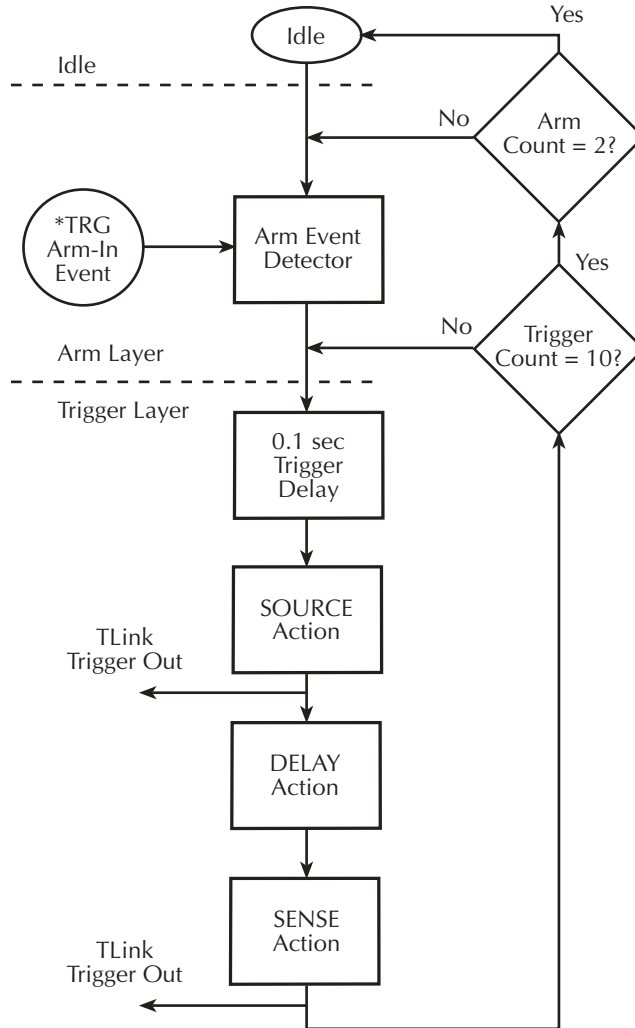 Yes
Idle
Idle
No
Arm
Count = 2?
*TRG
Arm-In
Event
Arm Event
Detector
Yes
No
Trigger
Count = 10?
Arm Layer
Trigger Layer
0.1 sec
Trigger
Delay
SOURCE
Action
TLink
Trigger Out
DELAY
Action
SENSE
Action
TLink
Trigger Out